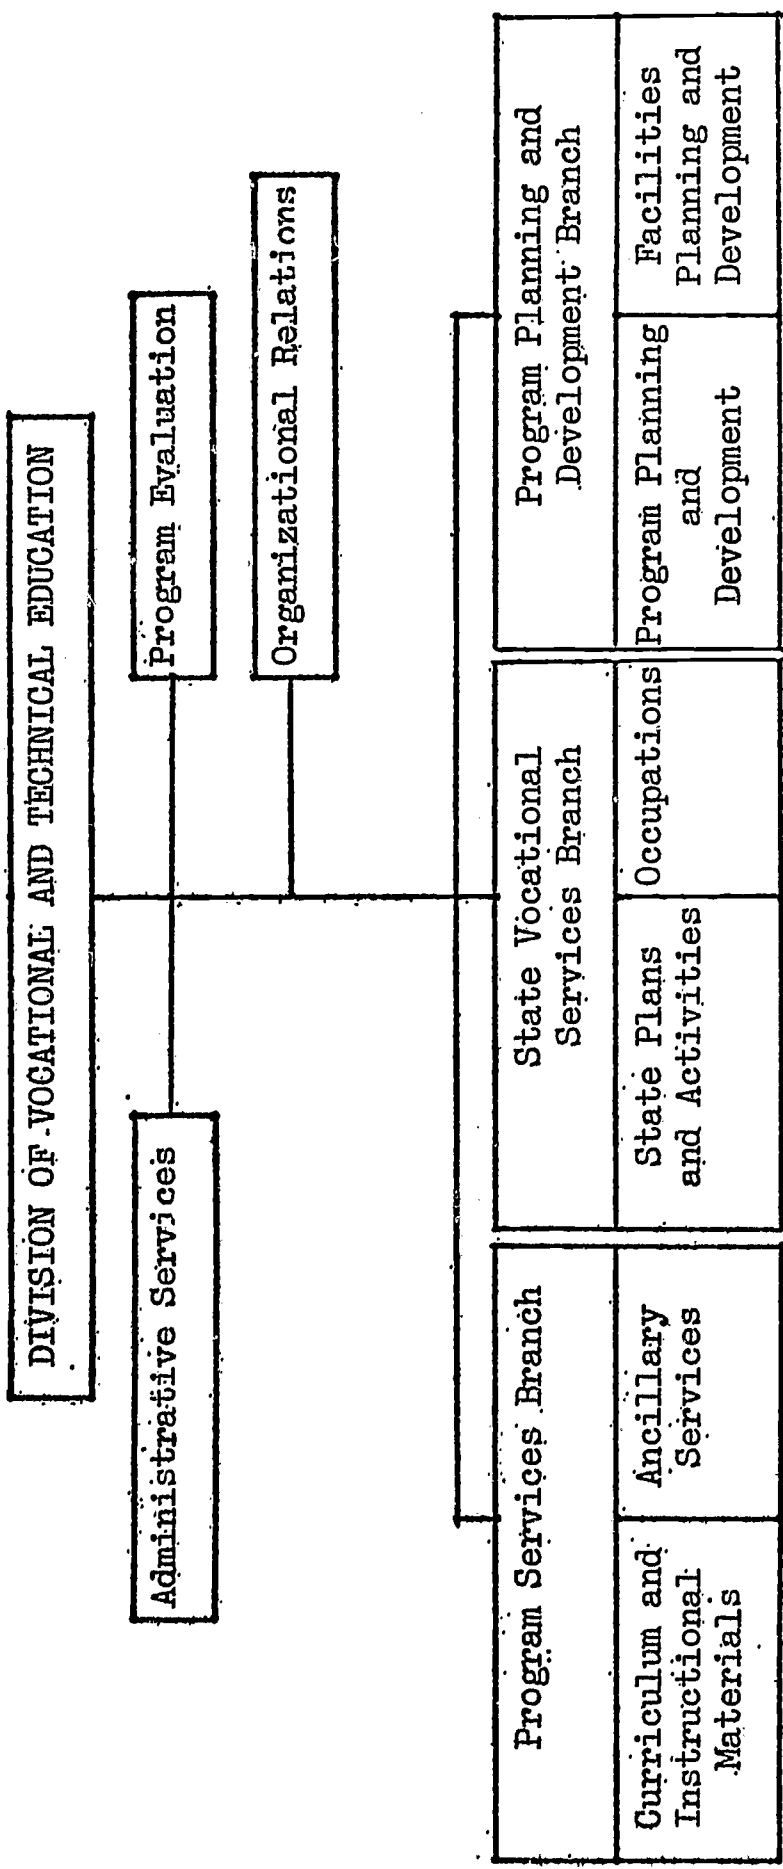 DIVISION OF VOCATIONAL AND TECHNICAL EDUCATION
Administrative Services
Program Evaluation
Organizational Relations
Program Services Branch
Curriculum and
Instructional
Materials
Ancillary
Services
State Vocational
Services Branch
State Plans
and Activities
Occupations
Program Planning and
Development Branch
Program Planning
and
Development
Facilities
Planning and
Development